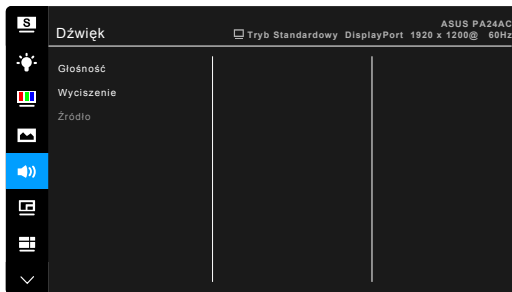 S
ASUS PA24AC
Dźwięk
Tryb Standardowy DisplayPort 1920 x 1200@ 60Hz
Głośność
Wyciszenie
Źródło